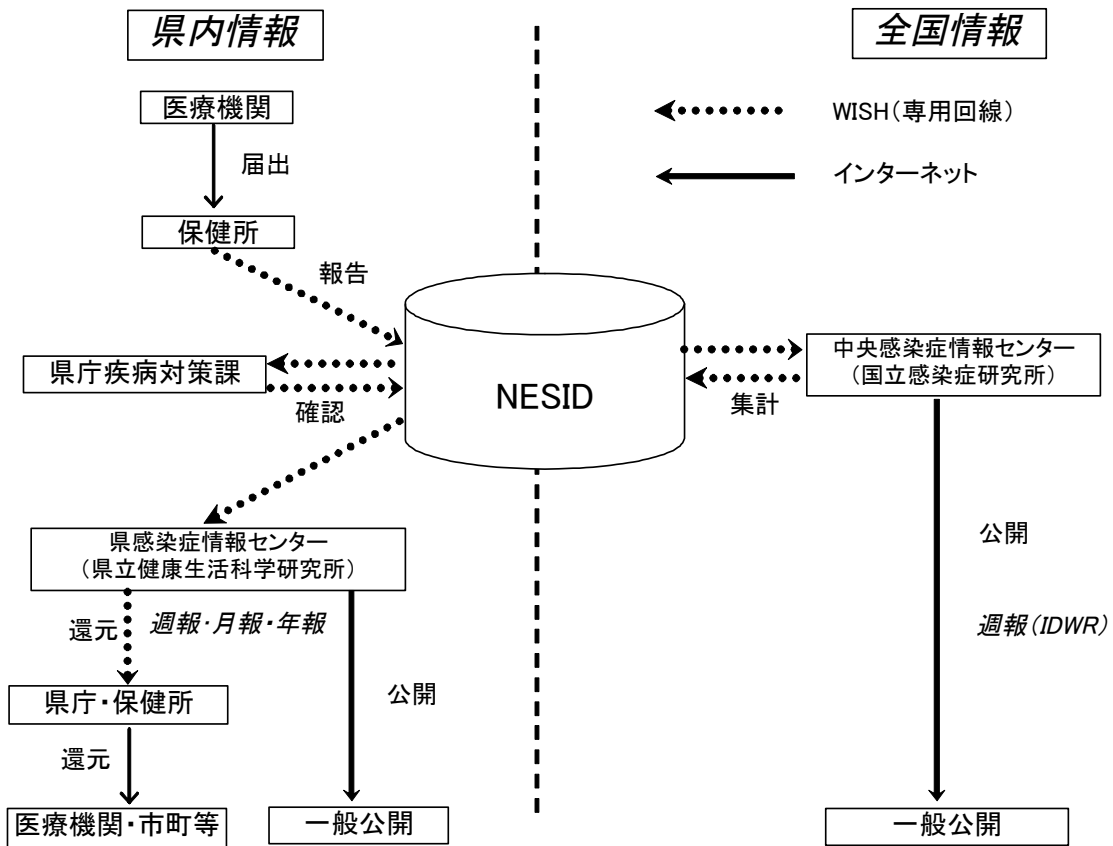 県内情報
全国情報
医療機関
WISH(専用回線)
届出
インターネット
保健所
報告
県庁疾病対策課
確認
NESID
中央感染症情報センター
(国立感染症研究所)
集計
県感染症情報センター
(県立健康生活科学研究所)
還元
週報・月報・年報
公開
週報(IDWR)
県庁・保健所
公開
還元
医療機関・市町等
一般公開
一般公開